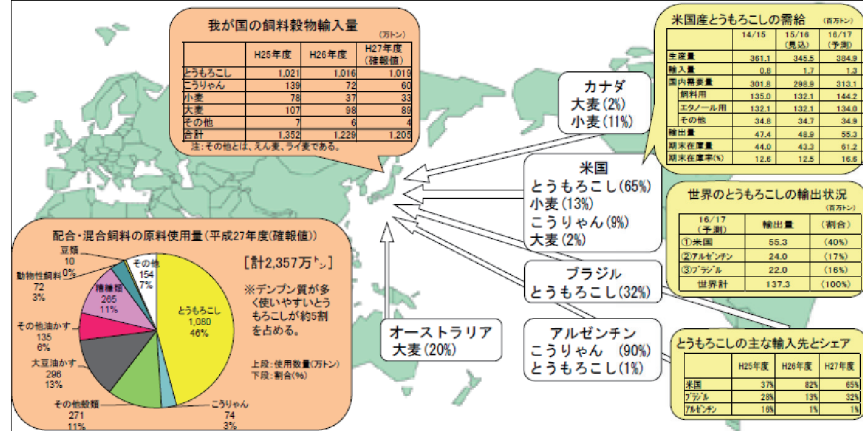 我が国の飼料穀物輸入量
(万トン)
H25年度 H26年度 H27年度(確報値)
とうもろこし 1,021 1,016 1,019
こうりゃん 139 72 60
小麦 78 37 33
大麦 107 98 89
その他 7 6 4
合計 1,352 1,229 1,205
注:その他とは、えん麦、ライ麦である。
米国産とうもろこしの需給 (百万トン)
14/15 15/16(見込) 16/17(予測)
生産量 361.1 345.5 384.9
輸入量 0.8 1.7 1.3
国内需要量 301.8 298.9 313.1
飼料用 135.0 132.1 144.2
エタノール用 132.1 132.1 134.0
その他 34.8 34.7 34.9
輸出量 47.4 48.9 55.3
期末在庫量 44.0 43.3 61.2
期末在庫率(%) 12.6 12.5 16.6
カナダ
大麦(2%)
小麦(11%)
米国
とうもろこし(65%)
小麦(13%)
こうりゃん(9%)
大麦(2%)
世界のとうもろこしの輸出状況
(百万トン)
16/17(予測) 輸出量 (割合)
①米国 55.3 (40%)
②アルゼンチン 24.0 (17%)
③ブラジル 22.0 (16%)
世界計 137.3 (100%)
配合・混合飼料の原料使用量(平成27年度(確報値))
[計2,357万トン]
※デンプン質が多
く使いやすいとう
もろこしが約5割
を占める。
上段:使用数量(万トン)
下段:割合(%)
とうもろこし
1,080
46%
こうりゃん
74
3%
その他穀類
271
11%
大豆油かす
296
13%
その他油かす
135
6%
糟糠類
265
11%
動物性飼料
72
3%
豆類
10
0%
その他
154
7%
ブラジル
とうもろこし(32%)
オーストラリア
大麦(20%)
アルゼンチン
こうりゃん (90%)
とうもろこし(1%)
とうもろこしの主な輸入先とシェア
H25年度 H26年度 H27年度
米国 37% 82% 65%
ブラジル 28% 13% 32%
アルゼンチン 16% 1% 1%